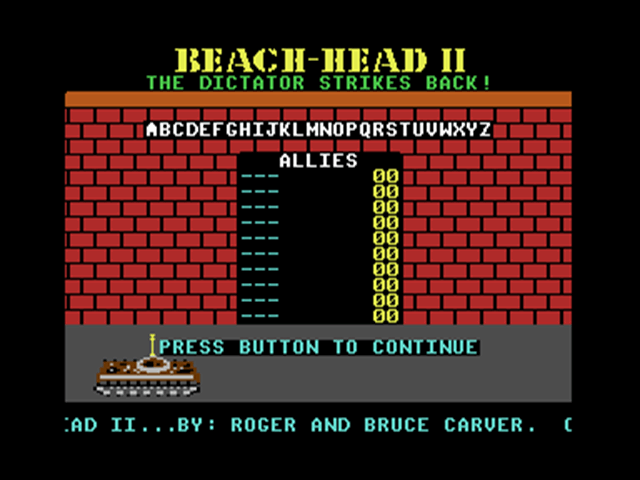 BEACH-HEAD II
THE DICTATOR STRIKES BACK!
ABCDEFGHIJKLMNOPQRSTUVWXYZ
ALLIES
--- 00
--- 00
--- 00
--- 00
--- 00
--- 00
--- 00
--- 00
--- 00
--- 00
PRESS BUTTON TO CONTINUE
EAD II...BY: ROGER AND BRUCE CARVER.